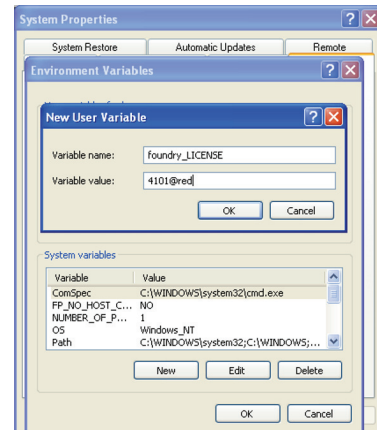 System Properties
System Restore Automatic Updates Remote
Environment Variables
New User Variable
Variable name: foundry_LICENSE
Variable value: 4101@red
OK Cancel
System variables
Variable Value
ComSpec C:\WINDOWS\system32\cmd.exe
FP_NO_HOST_C... NO
NUMBER_OF_P... 1
OS Windows_NT
Path C:\WINDOWS\system32;C:\WINDOWS;...
New Edit Delete
OK Cancel